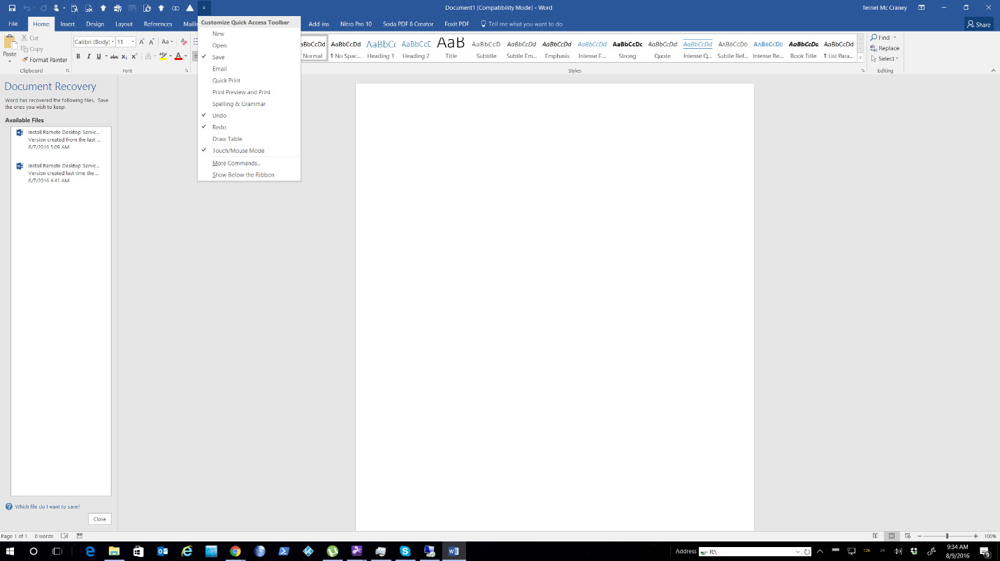 Document1 [Compatibility Mode] - Word
Terriel Mc Craney
File
Home
Insert
Design
Layout
References
Mailin
Add-ins
Nitro Pro 10
Soda PDF 8 Creator
Foxit PDF
Tell me what you want to do
Share
Customize Quick Access Toolbar
New
Open
Save
Email
Quick Print
Print Preview and Print
Spelling & Grammar
Undo
Redo
Draw Table
Touch/Mouse Mode
More Commands...
Show Below the Ribbon
Paste
Cut
Copy
Format Painter
Clipboard
Calibri (Body)
11
Aa
B I U abc X₂ X²
A
Font
AaBbCcDd
Normal
AaBbCcDd
¶ No Spac...
AaBbCc
Heading 1
AaBbCcE
Heading 2
AaB
Title
AaBbCcD
Subtitle
AaBbCcDd
Subtle Em...
AaBbCcDd
Emphasis
AaBbCcDd
Intense E...
AaBbCcDc
Strong
AaBbCcDd
Quote
AaBbCcDd
Intense Q...
AaBbCcDd
Subtle Ref...
AaBbCcDd
Intense Re...
AaBbCcDd
Book Title
AaBbCcDd
¶ List Para...
Styles
Find
Replace
Select
Editing
Document Recovery
Word has recovered the following files. Save
the ones you wish to keep.
Available Files
Install Remote Desktop Servic...
Version created from the last ...
8/7/2016 5:09 AM
Install Remote Desktop Servic...
Version created last time the ...
8/7/2016 4:41 AM
Which file do I want to save?
Close
Page 1 of 1
0 words
100%
Address
R:\
126
24
9:34 AM
8/9/2016
9